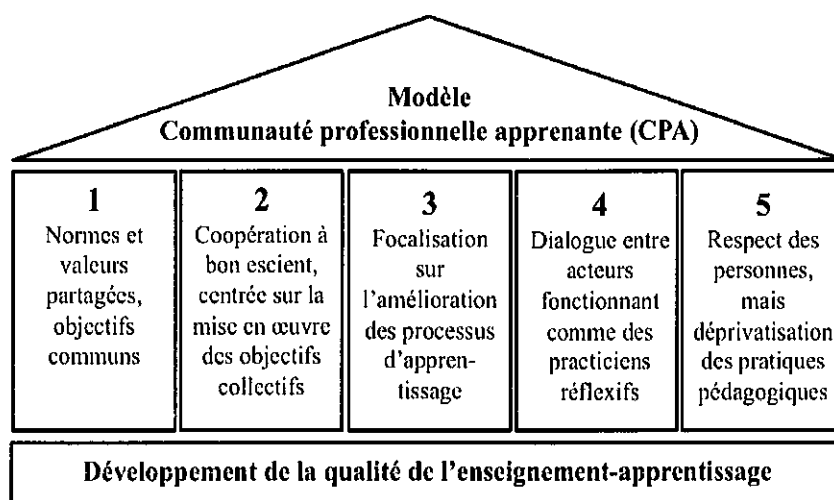 Modèle
Communauté professionnelle apprenante (CPA)
1
Normes et
valeurs
partagées,
objectifs
communs
2
Coopération à
bon escient,
centrée sur la
mise en œuvre
des objectifs
collectifs
3
Focalisation
sur
l'amélioration
des processus
d'appren-
tissage
4
Dialogue entre
acteurs
fonctionnant
comme des
practiciens
réflexifs
5
Respect des
personnes,
mais
déprivatisation
des pratiques
pédagogiques
Développement de la qualité de l'enseignement-apprentissage